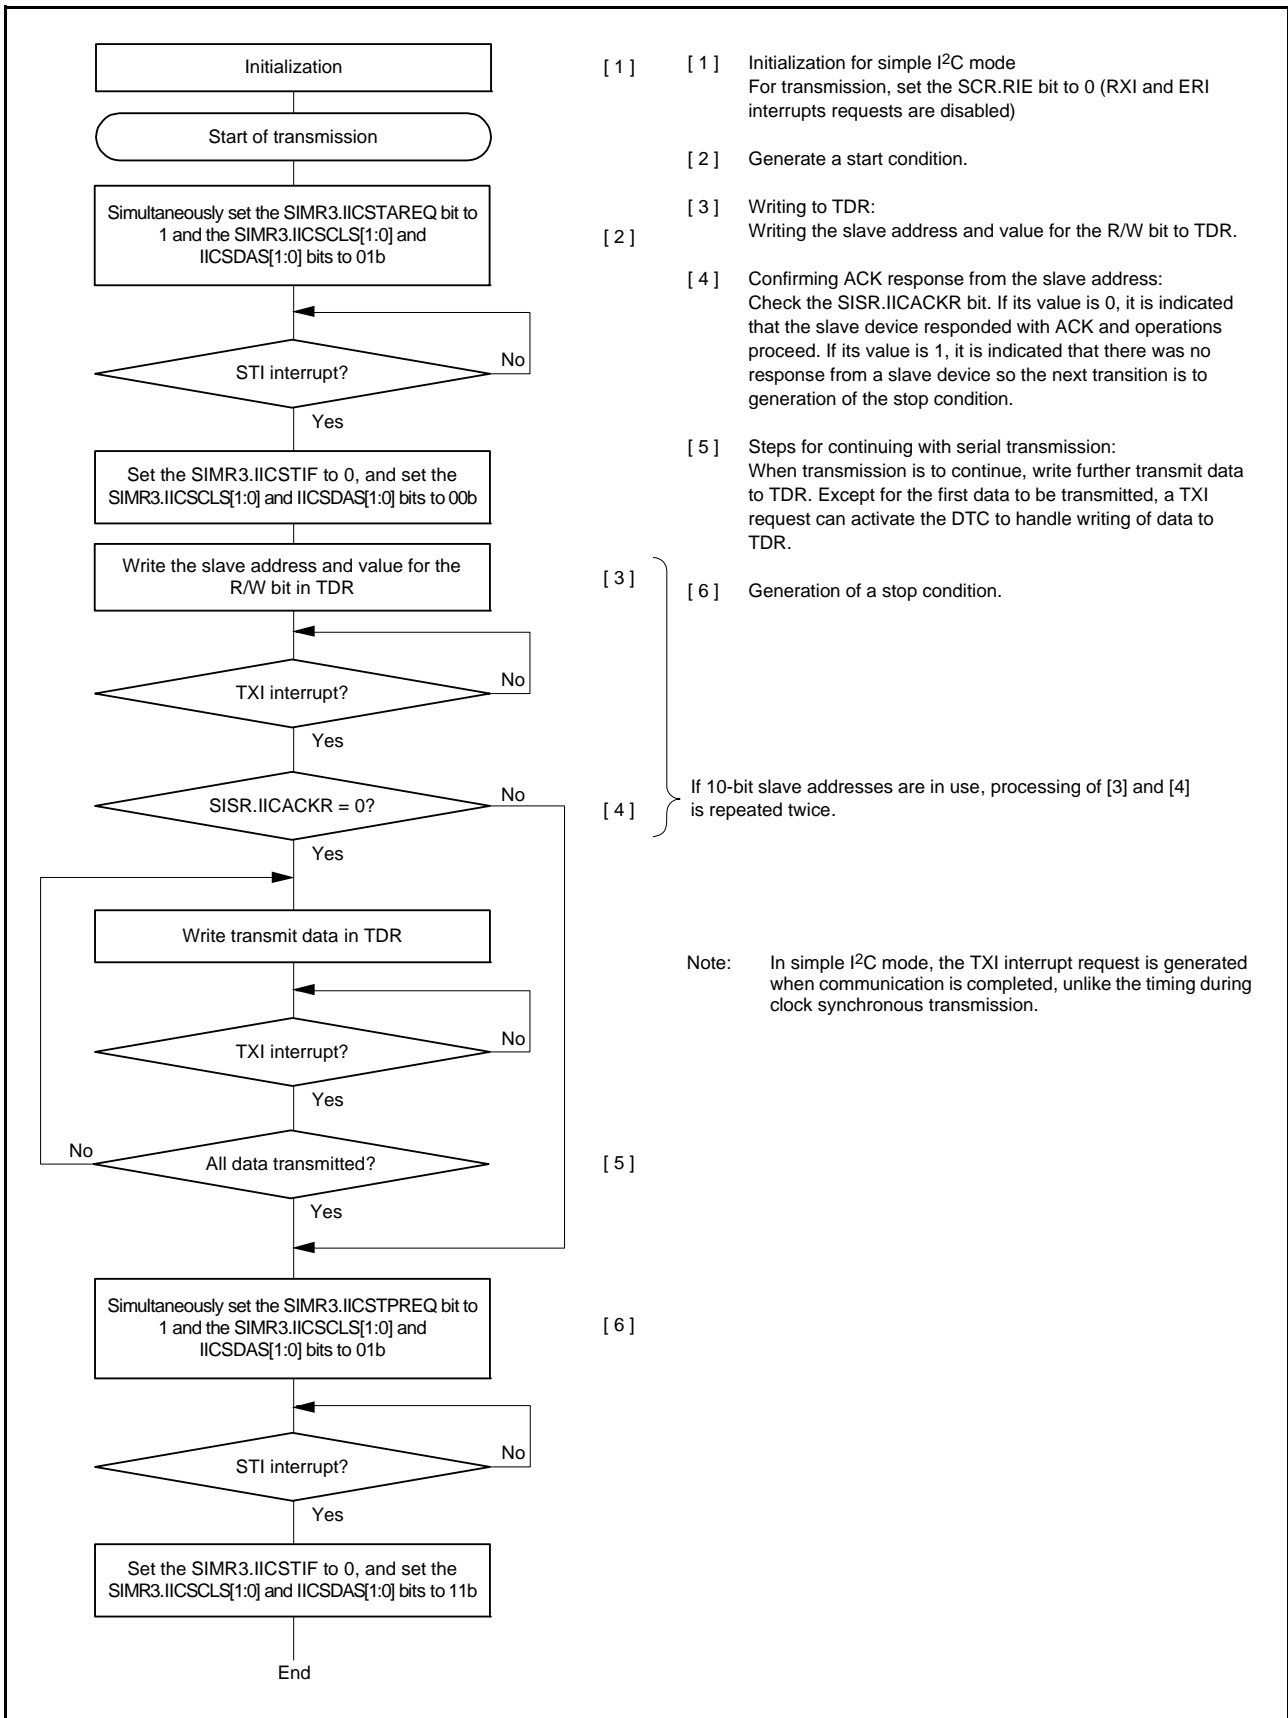 Initialization
[ 1 ]
Start of transmission
Simultaneously set the SIMR3.IICSTAREQ bit to
1 and the SIMR3.IICSCLS[1:0] and
IICSDAS[1:0] bits to 01b
[ 2 ]
STI interrupt?
No
Yes
Set the SIMR3.IICSTIF to 0, and set the
SIMR3.IICSCLS[1:0] and IICSDAS[1:0] bits to 00b
Write the slave address and value for the
R/W bit in TDR
[ 3 ]
TXI interrupt?
No
Yes
SISR.IICACKR = 0?
No
[ 4 ]
Yes
If 10-bit slave addresses are in use, processing of [3] and [4]
is repeated twice.
Write transmit data in TDR
TXI interrupt?
No
Yes
No
All data transmitted?
[ 5 ]
Yes
Simultaneously set the SIMR3.IICSTPREQ bit to
1 and the SIMR3.IICSCLS[1:0] and
IICSDAS[1:0] bits to 01b
[ 6 ]
STI interrupt?
No
Yes
Set the SIMR3.IICSTIF to 0, and set the
SIMR3.IICSCLS[1:0] and IICSDAS[1:0] bits to 11b
End
[ 1 ] Initialization for simple I2C mode
For transmission, set the SCR.RIE bit to 0 (RXI and ERI
interrupts requests are disabled)
[ 2 ] Generate a start condition.
[ 3 ] Writing to TDR:
Writing the slave address and value for the R/W bit to TDR.
[ 4 ] Confirming ACK response from the slave address:
Check the SISR.IICACKR bit. If its value is 0, it is indicated
that the slave device responded with ACK and operations
proceed. If its value is 1, it is indicated that there was no
response from a slave device so the next transition is to
generation of the stop condition.
[ 5 ] Steps for continuing with serial transmission:
When transmission is to continue, write further transmit data
to TDR. Except for the first data to be transmitted, a TXI
request can activate the DTC to handle writing of data to
TDR.
[ 6 ] Generation of a stop condition.
Note: In simple I2C mode, the TXI interrupt request is generated
when communication is completed, unlike the timing during
clock synchronous transmission.